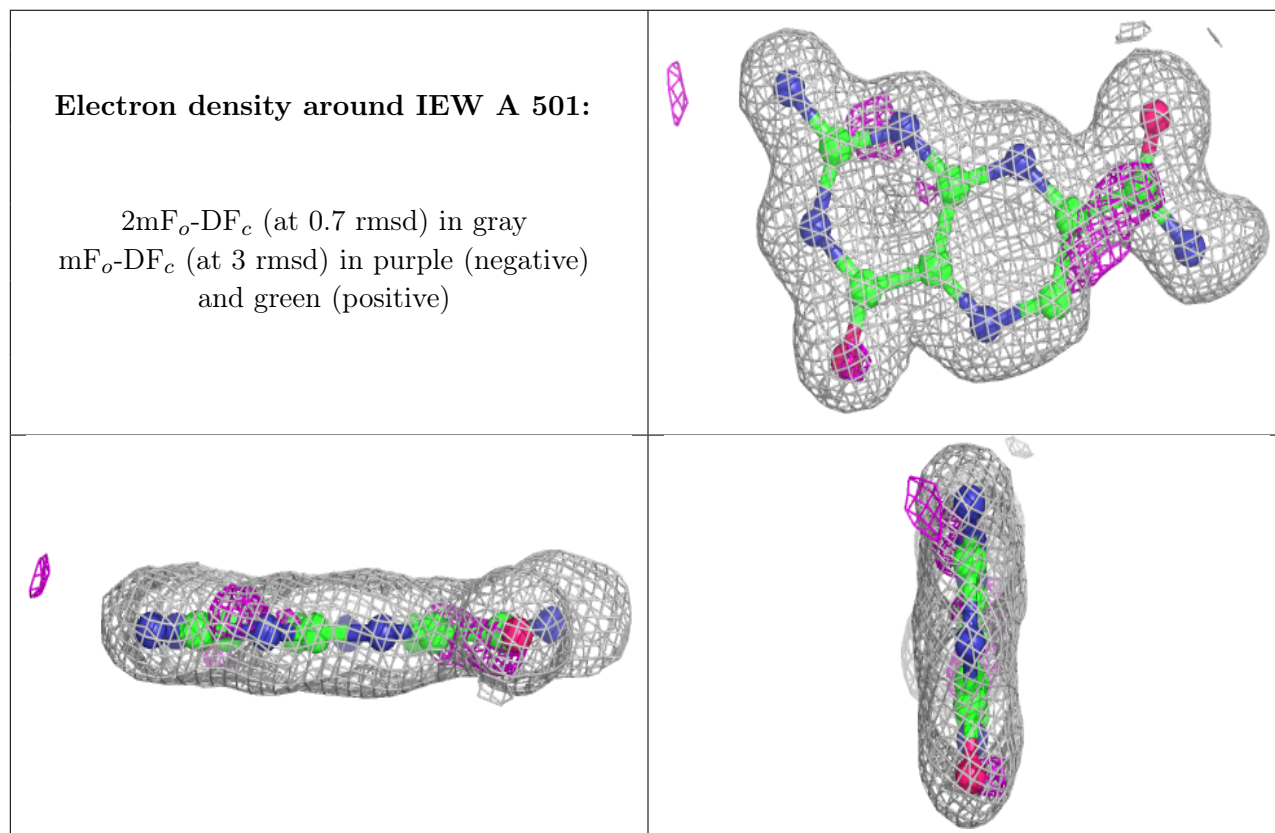 Electron density around IEW A 501:
2mFo-DFc (at 0.7 rmsd) in gray
mFo-DFc (at 3 rmsd) in purple (negative)
and green (positive)